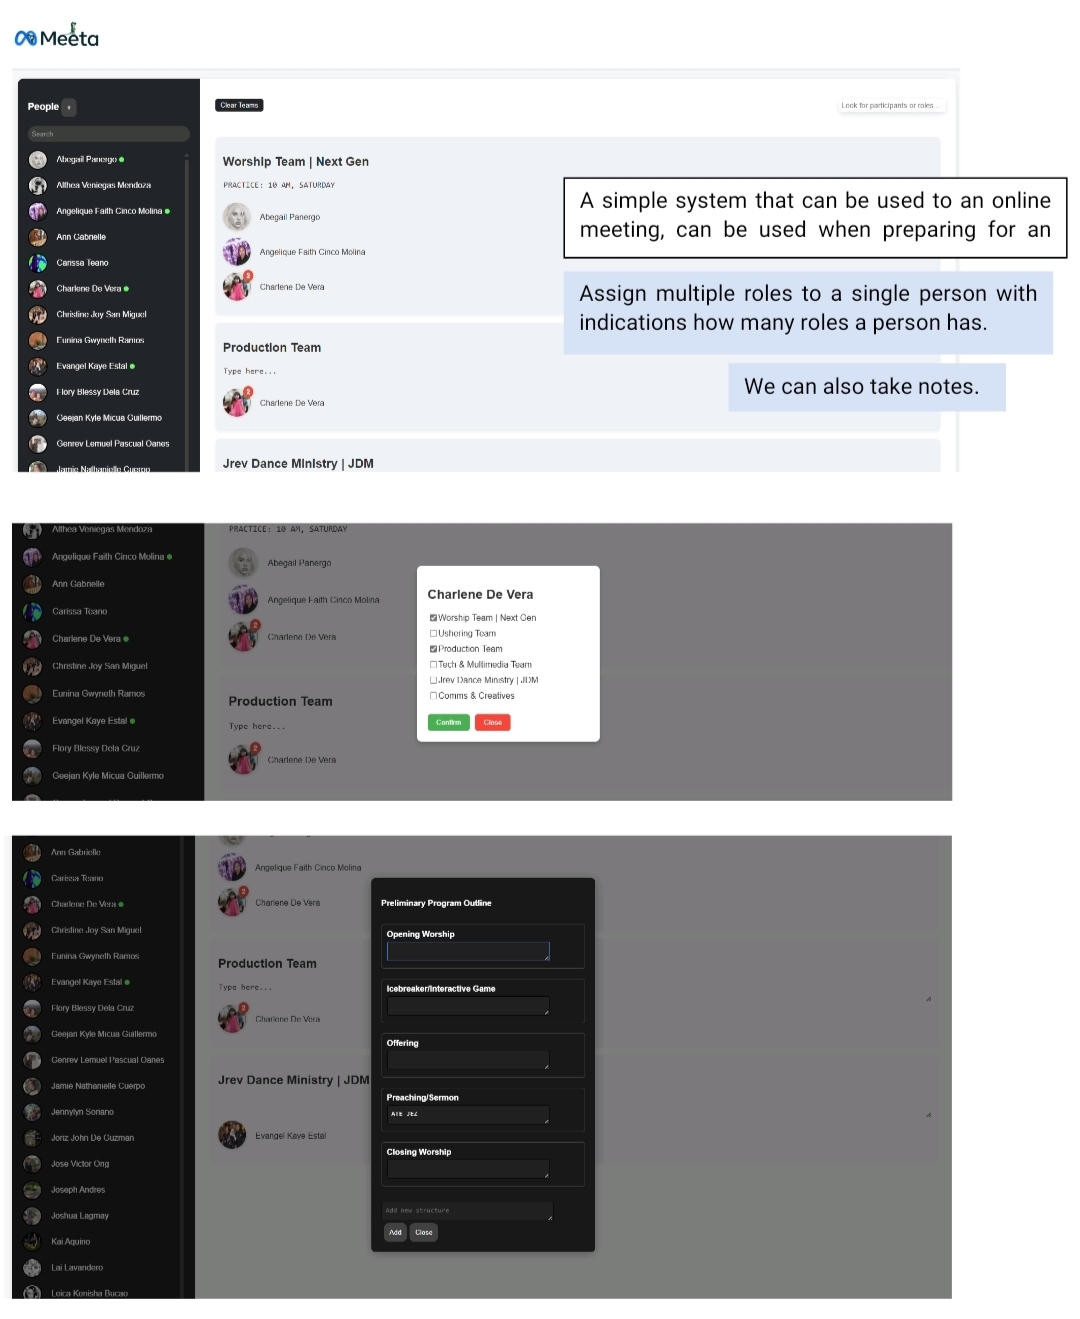 Meeta
People +
Search
Abegail Panergo
Althea Veniegas Mendoza
Angelique Faith Cinco Molina
Ann Gabrielle
Carissa Teano
Charlene De Vera
Christine Joy San Miguel
Eunina Gwyneth Ramos
Evangel Kaye Estal
Flory Blessy Dela Cruz
Geejan Kyle Micua Guillermo
Genrev Lemuel Pascual Oanes
Jamie Nathanielle Cuerpo
Clear Teams
Look for participants or roles...
Worship Team | Next Gen
PRACTICE: 10 AM, SATURDAY
Abegail Panergo
Angelique Faith Cinco Molina
2
Charlene De Vera
Production Team
Type here...
2
Charlene De Vera
Jrev Dance Ministry | JDM
A simple system that can be used to an online
meeting, can be used when preparing for an
Assign multiple roles to a single person with
indications how many roles a person has.
We can also take notes.
Althea Veniegas Mendoza
Angelique Faith Cinco Molina
Ann Gabrielle
Carissa Teano
Charlene De Vera
Christine Joy San Miguel
Eunina Gwyneth Ramos
Evangel Kaye Estal
Flory Blessy Dela Cruz
Geejan Kyle Micua Guillermo
PRACTICE: 10 AM, SATURDAY
Abegail Panergo
Angelique Faith Cinco Molina
2
Charlene De Vera
Production Team
Type here...
2
Charlene De Vera
Charlene De Vera
Worship Team | Next Gen
Ushering Team
Production Team
Tech & Multimedia Team
Jrev Dance Ministry | JDM
Comms & Creatives
Confirm Close
Ann Gabrielle
Carissa Teano
Charlene De Vera
Christine Joy San Miguel
Eunina Gwyneth Ramos
Evangel Kaye Estal
Flory Blessy Dela Cruz
Geejan Kyle Micua Guillermo
Genrev Lemuel Pascual Oanes
Jamie Nathanielle Cuerpo
Jennylyn Soriano
Joriz John De Guzman
Jose Victor Ong
Joseph Andres
Joshua Lagmay
Kai Aquino
Lai Lavandero
Leica Kenisha Bucao
Angelique Faith Cinco Molina
2
Charlene De Vera
Production Team
Type here...
2
Charlene De Vera
Jrev Dance Ministry | JDM
Evangel Kaye Estal
Preliminary Program Outline
Opening Worship
Icebreaker/Interactive Game
Offering
Preaching/Sermon
ATE JEZ
Closing Worship
Add new structure
Add Close